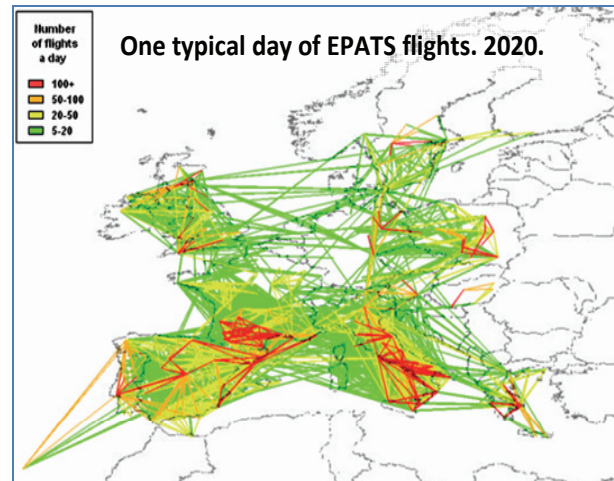 Number
of flights
a day
100+
50-100
20-50
5-20
One typical day of EPATS flights. 2020.